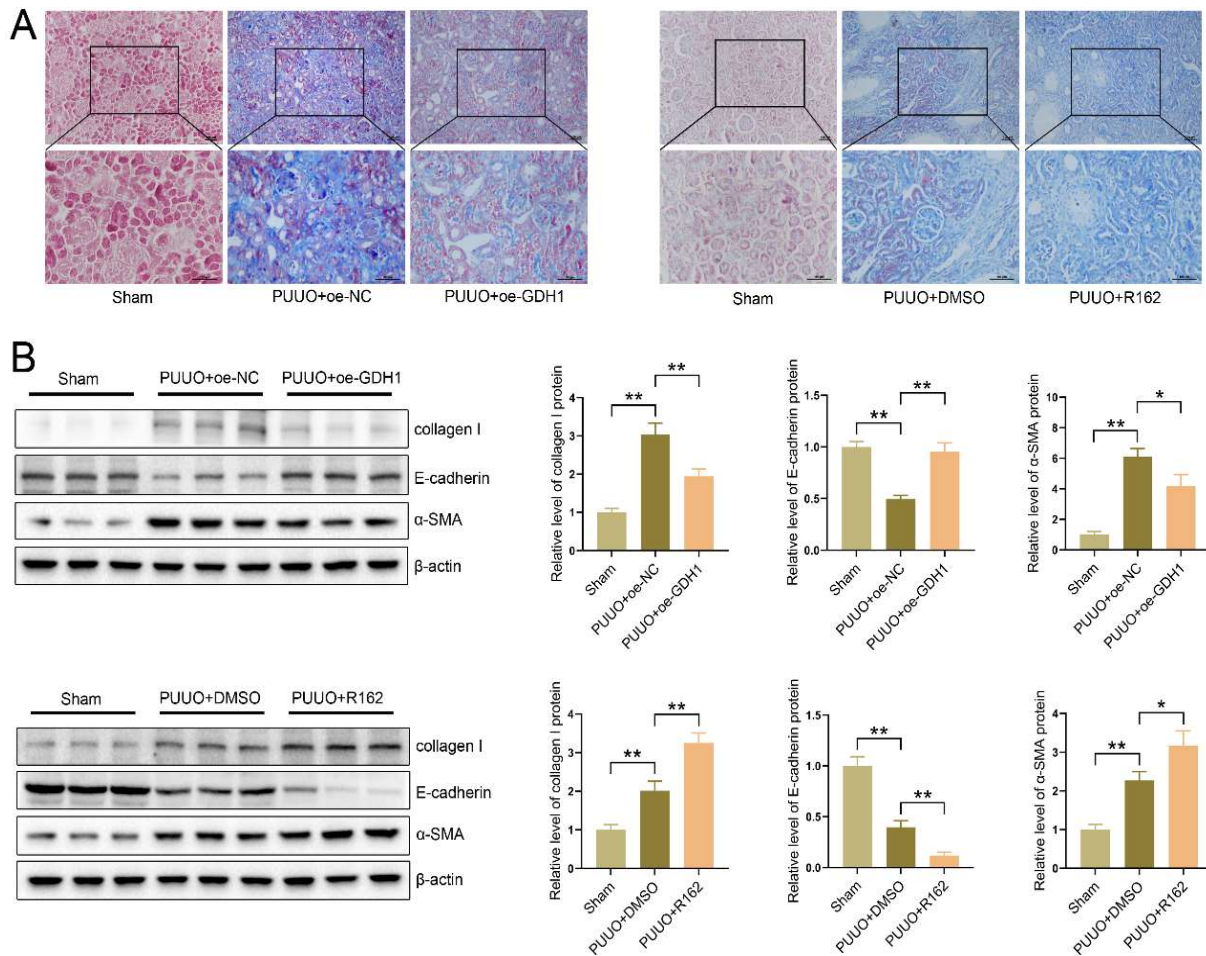 A
Sham
PUUO+oe-NC
PUUO+oe-GDH1
Sham
PUUO+DMSO
PUUO+R162
B
Sham
PUUO+oe-NC
PUUO+oe-GDH1
collagen I
E-cadherin
α-SMA
β-actin
Relative level of collagen I protein
4
3
2
1
0
**
**
Sham
PUUO+oe-NC
PUUO+oe-GDH1
Relative level of E-cadherin protein
1.5
1.0
0.5
0.0
**
**
Sham
PUUO+oe-NC
PUUO+oe-GDH1
Relative level of α-SMA protein
10
8
6
4
2
0
**
*
Sham
PUUO+oe-NC
PUUO+oe-GDH1
Sham
PUUO+DMSO
PUUO+R162
collagen I
E-cadherin
α-SMA
β-actin
Relative level of collagen I protein
4
3
2
1
0
**
**
Sham
PUUO+DMSO
PUUO+R162
Relative level of E-cadherin protein
1.5
1.0
0.5
0.0
**
**
Sham
PUUO+DMSO
PUUO+R162
Relative level of α-SMA protein
4
3
2
1
0
**
*
Sham
PUUO+DMSO
PUUO+R162